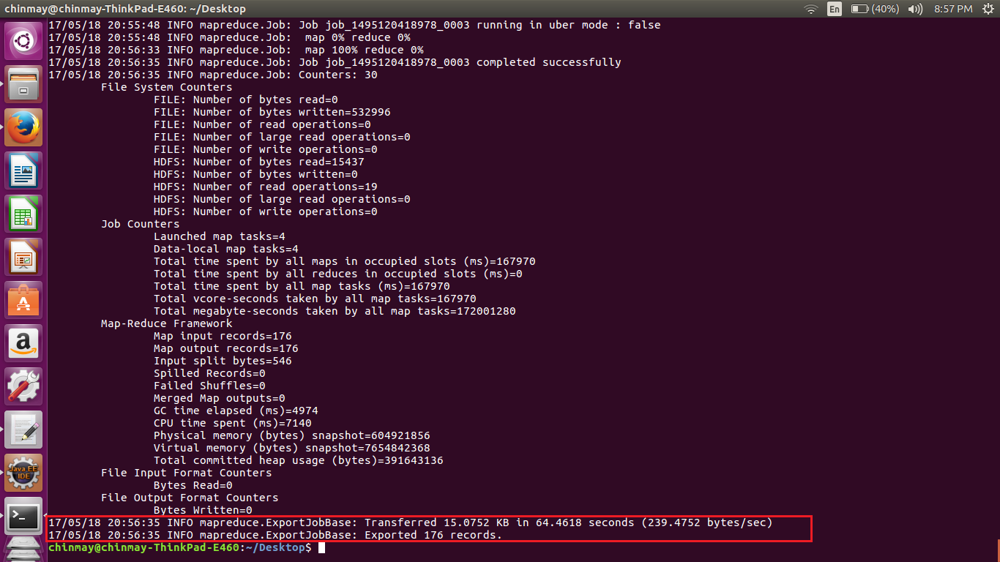 chinmay@chinmay-ThinkPad-E460: ~/Desktop
En (40%) 8:57 PM
17/05/18 20:55:48 INFO mapreduce.Job: Job job_1495120418978_0003 running in uber mode : false
17/05/18 20:55:48 INFO mapreduce.Job:  map 0% reduce 0%
17/05/18 20:56:33 INFO mapreduce.Job:  map 100% reduce 0%
17/05/18 20:56:35 INFO mapreduce.Job: Job job_1495120418978_0003 completed successfully
17/05/18 20:56:35 INFO mapreduce.Job: Counters: 30
File System Counters
FILE: Number of bytes read=0
FILE: Number of bytes written=532996
FILE: Number of read operations=0
FILE: Number of large read operations=0
FILE: Number of write operations=0
HDFS: Number of bytes read=15437
HDFS: Number of bytes written=0
HDFS: Number of read operations=19
HDFS: Number of large read operations=0
HDFS: Number of write operations=0
Job Counters
Launched map tasks=4
Data-local map tasks=4
Total time spent by all maps in occupied slots (ms)=167970
Total time spent by all reduces in occupied slots (ms)=0
Total time spent by all map tasks (ms)=167970
Total vcore-seconds taken by all map tasks=167970
Total megabyte-seconds taken by all map tasks=172001280
Map-Reduce Framework
Map input records=176
Map output records=176
Input split bytes=546
Spilled Records=0
Failed Shuffles=0
Merged Map outputs=0
GC time elapsed (ms)=4974
CPU time spent (ms)=7140
Physical memory (bytes) snapshot=604921856
Virtual memory (bytes) snapshot=7654842368
Total committed heap usage (bytes)=391643136
File Input Format Counters
Bytes Read=0
File Output Format Counters
Bytes Written=0
17/05/18 20:56:35 INFO mapreduce.ExportJobBase: Transferred 15.0752 KB in 64.4618 seconds (239.4752 bytes/sec)
17/05/18 20:56:35 INFO mapreduce.ExportJobBase: Exported 176 records.
chinmay@chinmay-ThinkPad-E460:~/Desktop$
Java EE
IDE